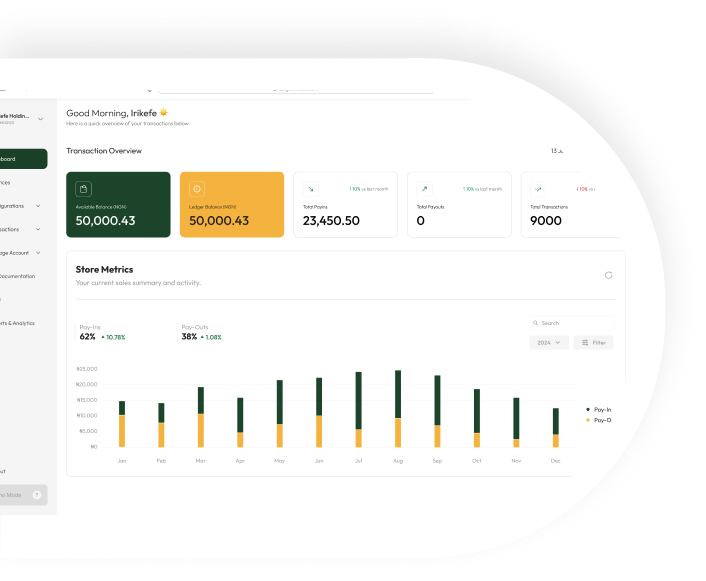 Good Morning, Irikefe
Here is a quick overview of your transactions below
Transaction Overview
13
Available Balance (NGN)
50,000.43
Ledger Balance (NGN)
50,000.43
10% vs last month
Total Payins
23,450.50
10% vs last month
Total Payouts
0
10% vs
Total Transactions
9000
Store Metrics
Your current sales summary and activity.
Pay-Ins
62% 10.78%
Pay-Outs
38% 1.08%
Search
2024
Filter
₦25,000
₦20,000
₦15,000
₦10,000
₦5,000
₦0
Jan Feb Mar Apr May Jun Jul Aug Sep Oct Nov Dec
Pay-In
Pay-O
efe Holdin...
board
nces
gurations
sactions
age Account
Documentation
rts & Analytics
ut
Mode
?